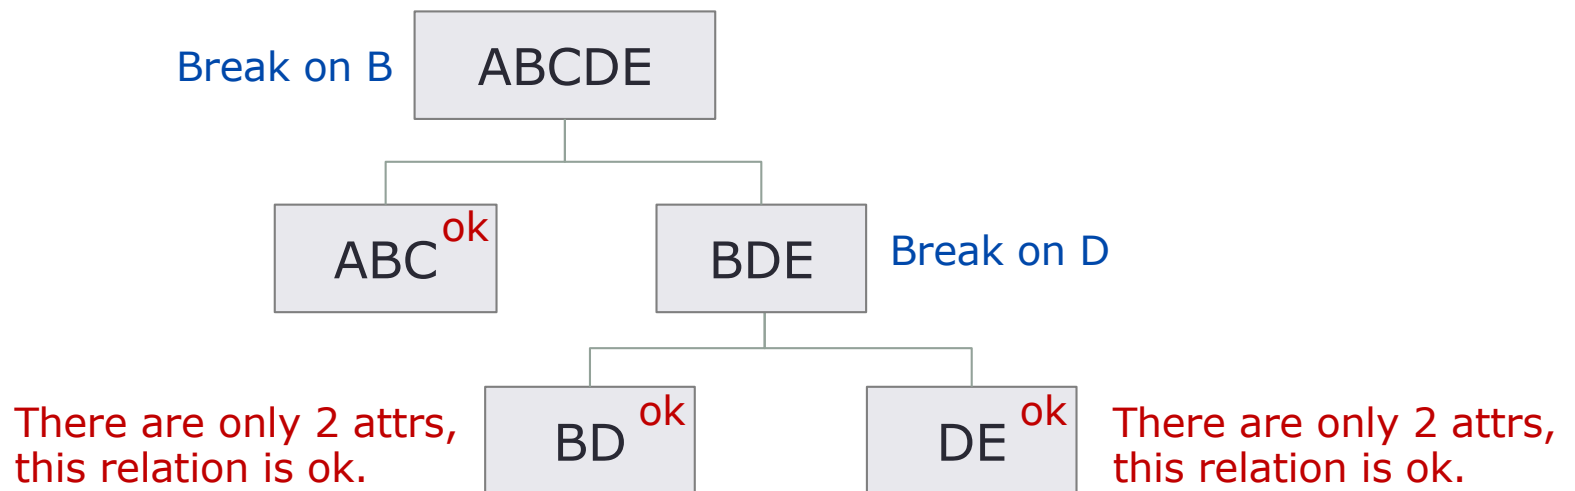 Break on B
ABCDE
ABC
ok
BDE
Break on D
There are only 2 attrs,
this relation is ok.
BD
ok
DE
ok
There are only 2 attrs,
this relation is ok.